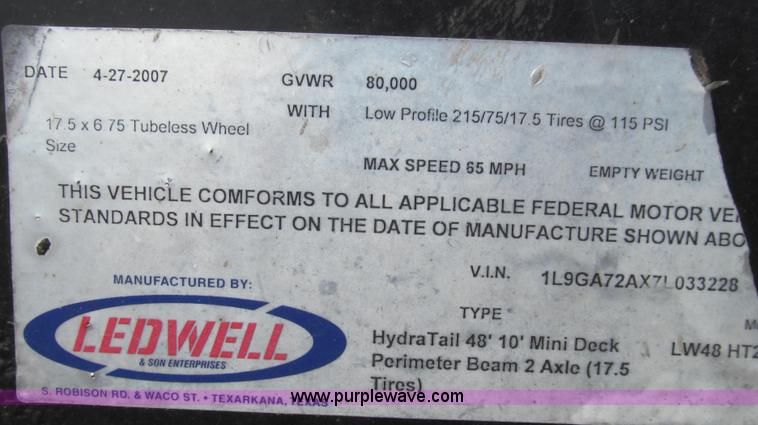 DATE 4-27-2007 GVWR 80,000
17.5 x 6.75 Tubeless Wheel WITH Low Profile 215/75/17.5 Tires @ 115 PSI
Size
MAX SPEED 65 MPH EMPTY WEIGHT
THIS VEHICLE COMFORMS TO ALL APPLICABLE FEDERAL MOTOR VE
STANDARDS IN EFFECT ON THE DATE OF MANUFACTURE SHOWN ABO
V.I.N. 1L9GA72AX7L033228
MANUFACTURED BY: TYPE M
LEDWELL
& SON ENTERPRISES
HydraTail 48' 10' Mini Deck LW48 HT2
Perimeter Beam 2 Axle (17.5
Tires)
S. ROBISON RD. & WACO ST. • TEXARKANA, TEXAS
www.purplewave.com